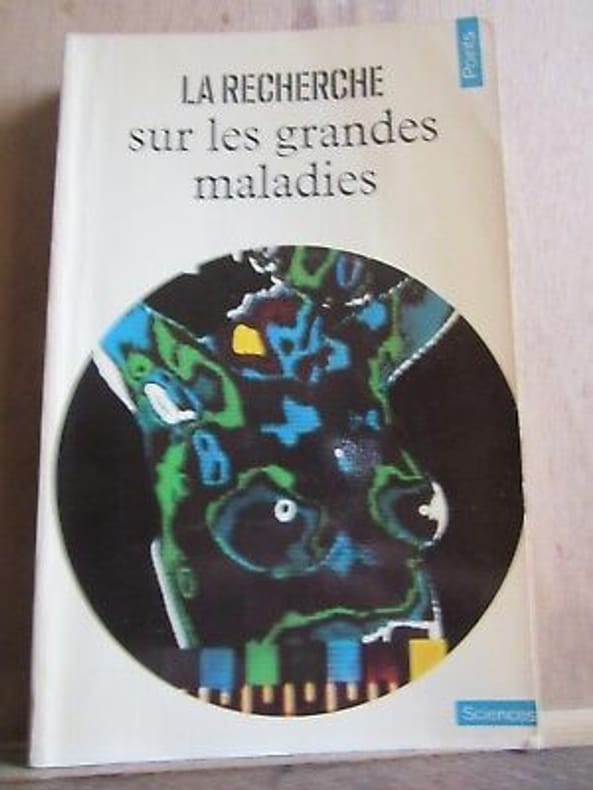 Points
LA RECHERCHE
sur les grandes
maladies
Sciences